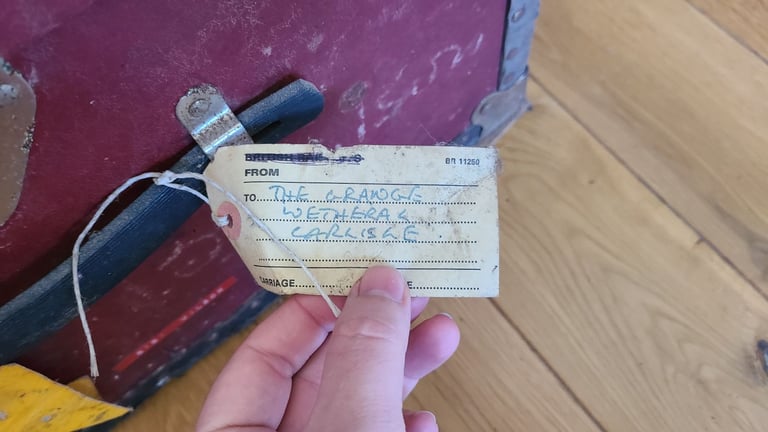 BR 11250
FROM
TO THE GRANGE
WETHERAL
CARLISLE
CARRIAGE